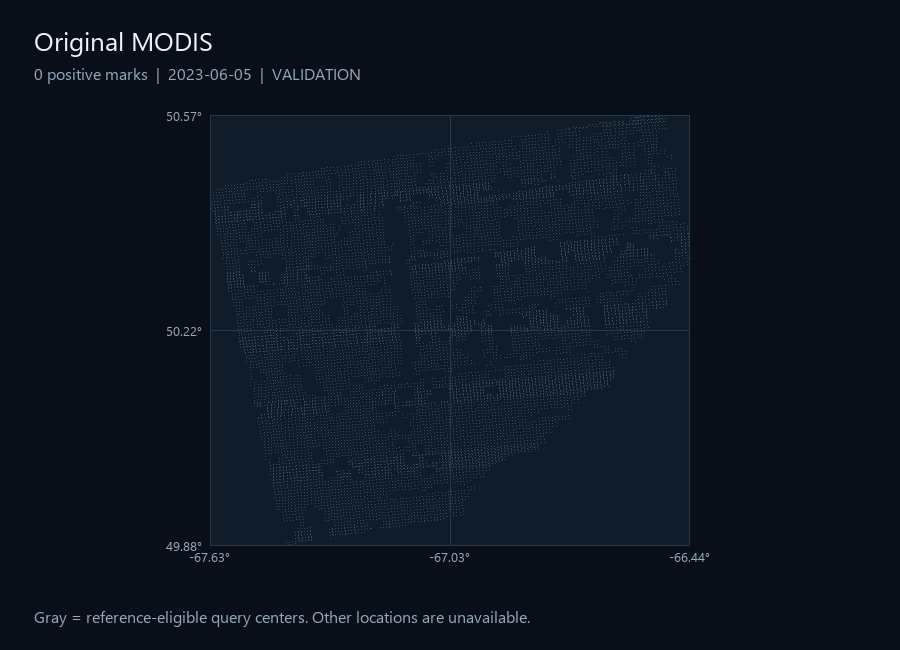 Original MODIS
0 positive marks | 2023-06-05 | VALIDATION
50.57°
50.22°
49.88°
-67.63°
-67.03°
-66.44°
Gray = reference-eligible query centers. Other locations are unavailable.